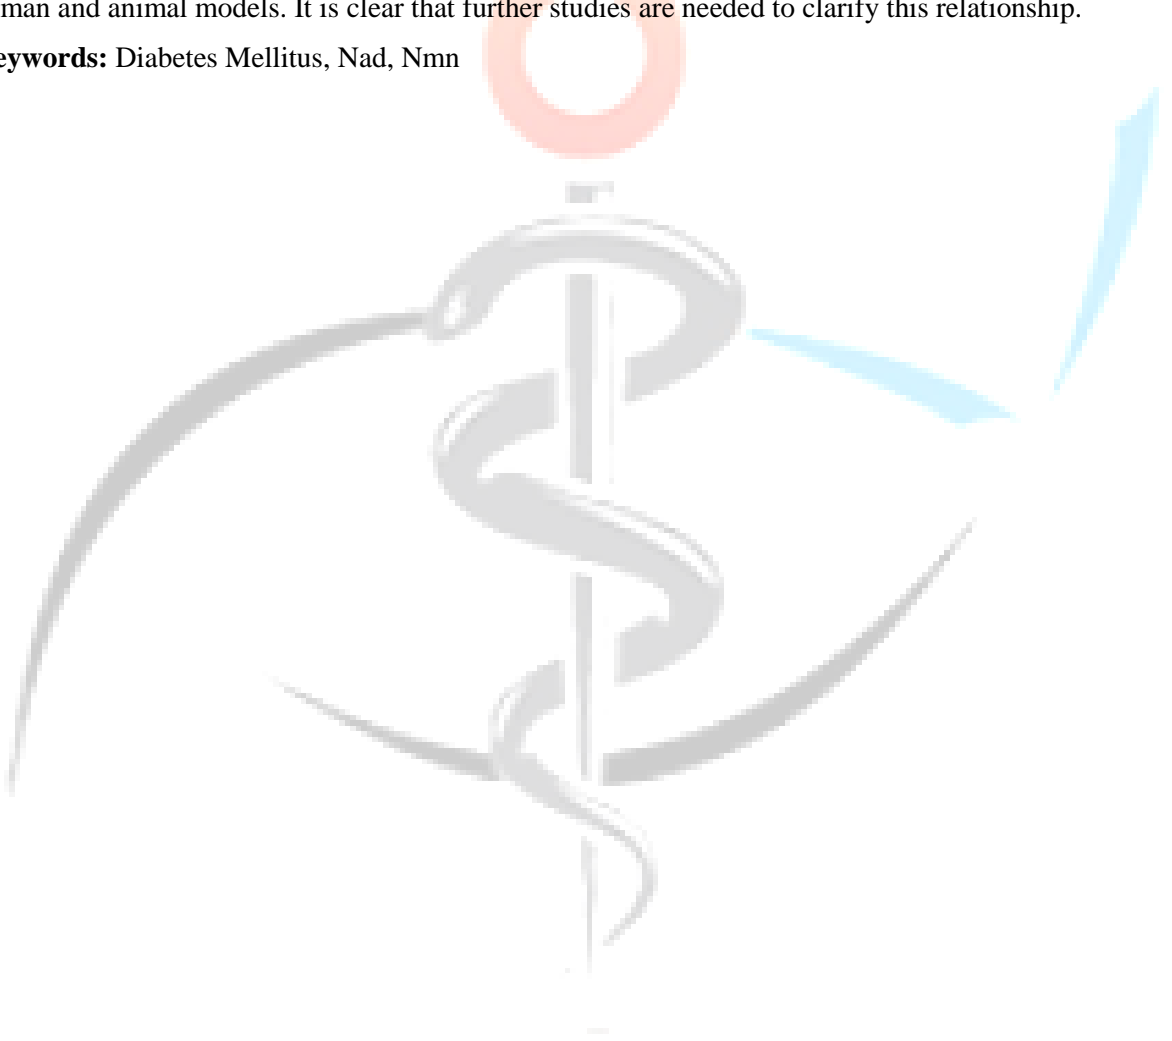 man and animal models. It is clear that further studies are needed to clarify this relationship.
eywords: Diabetes Mellitus, Nad, Nmn